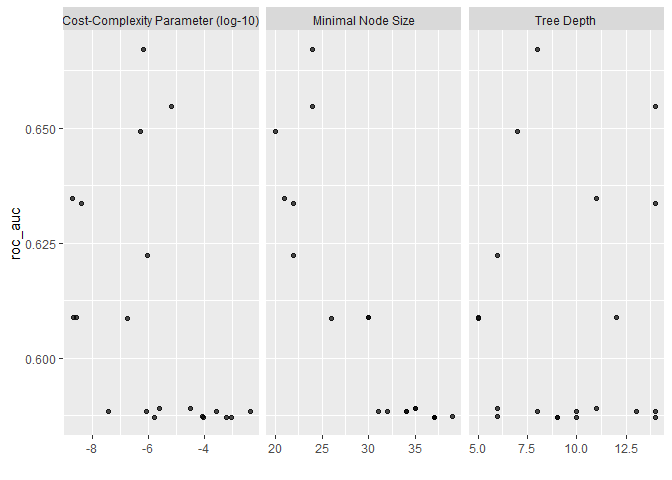 Cost-Complexity Parameter (log-10) Minimal Node Size Tree Depth
roc_auc
0.650
0.625
0.600
-8 -6 -4 20 25 30 35 5.0 7.5 10.0 12.5